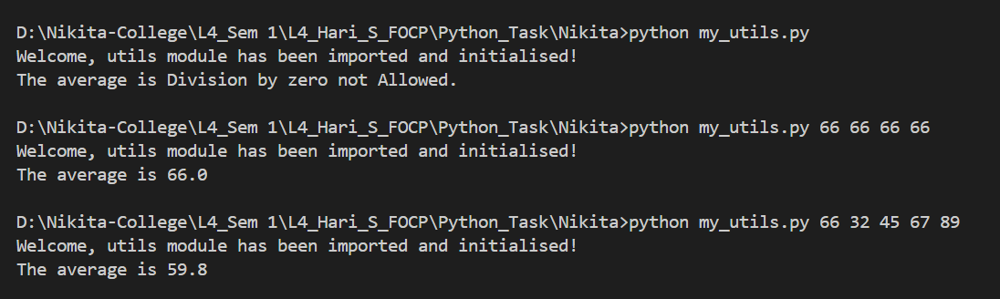 D:\Nikita-College\L4_Sem 1\L4_Hari_S_FOCP\Python_Task\Nikita>python my_utils.py
Welcome, utils module has been imported and initialised!
The average is Division by zero not Allowed.
D:\Nikita-College\L4_Sem 1\L4_Hari_S_FOCP\Python_Task\Nikita>python my_utils.py 66 66 66 66
Welcome, utils module has been imported and initialised!
The average is 66.0
D:\Nikita-College\L4_Sem 1\L4_Hari_S_FOCP\Python_Task\Nikita>python my_utils.py 66 32 45 67 89
Welcome, utils module has been imported and initialised!
The average is 59.8